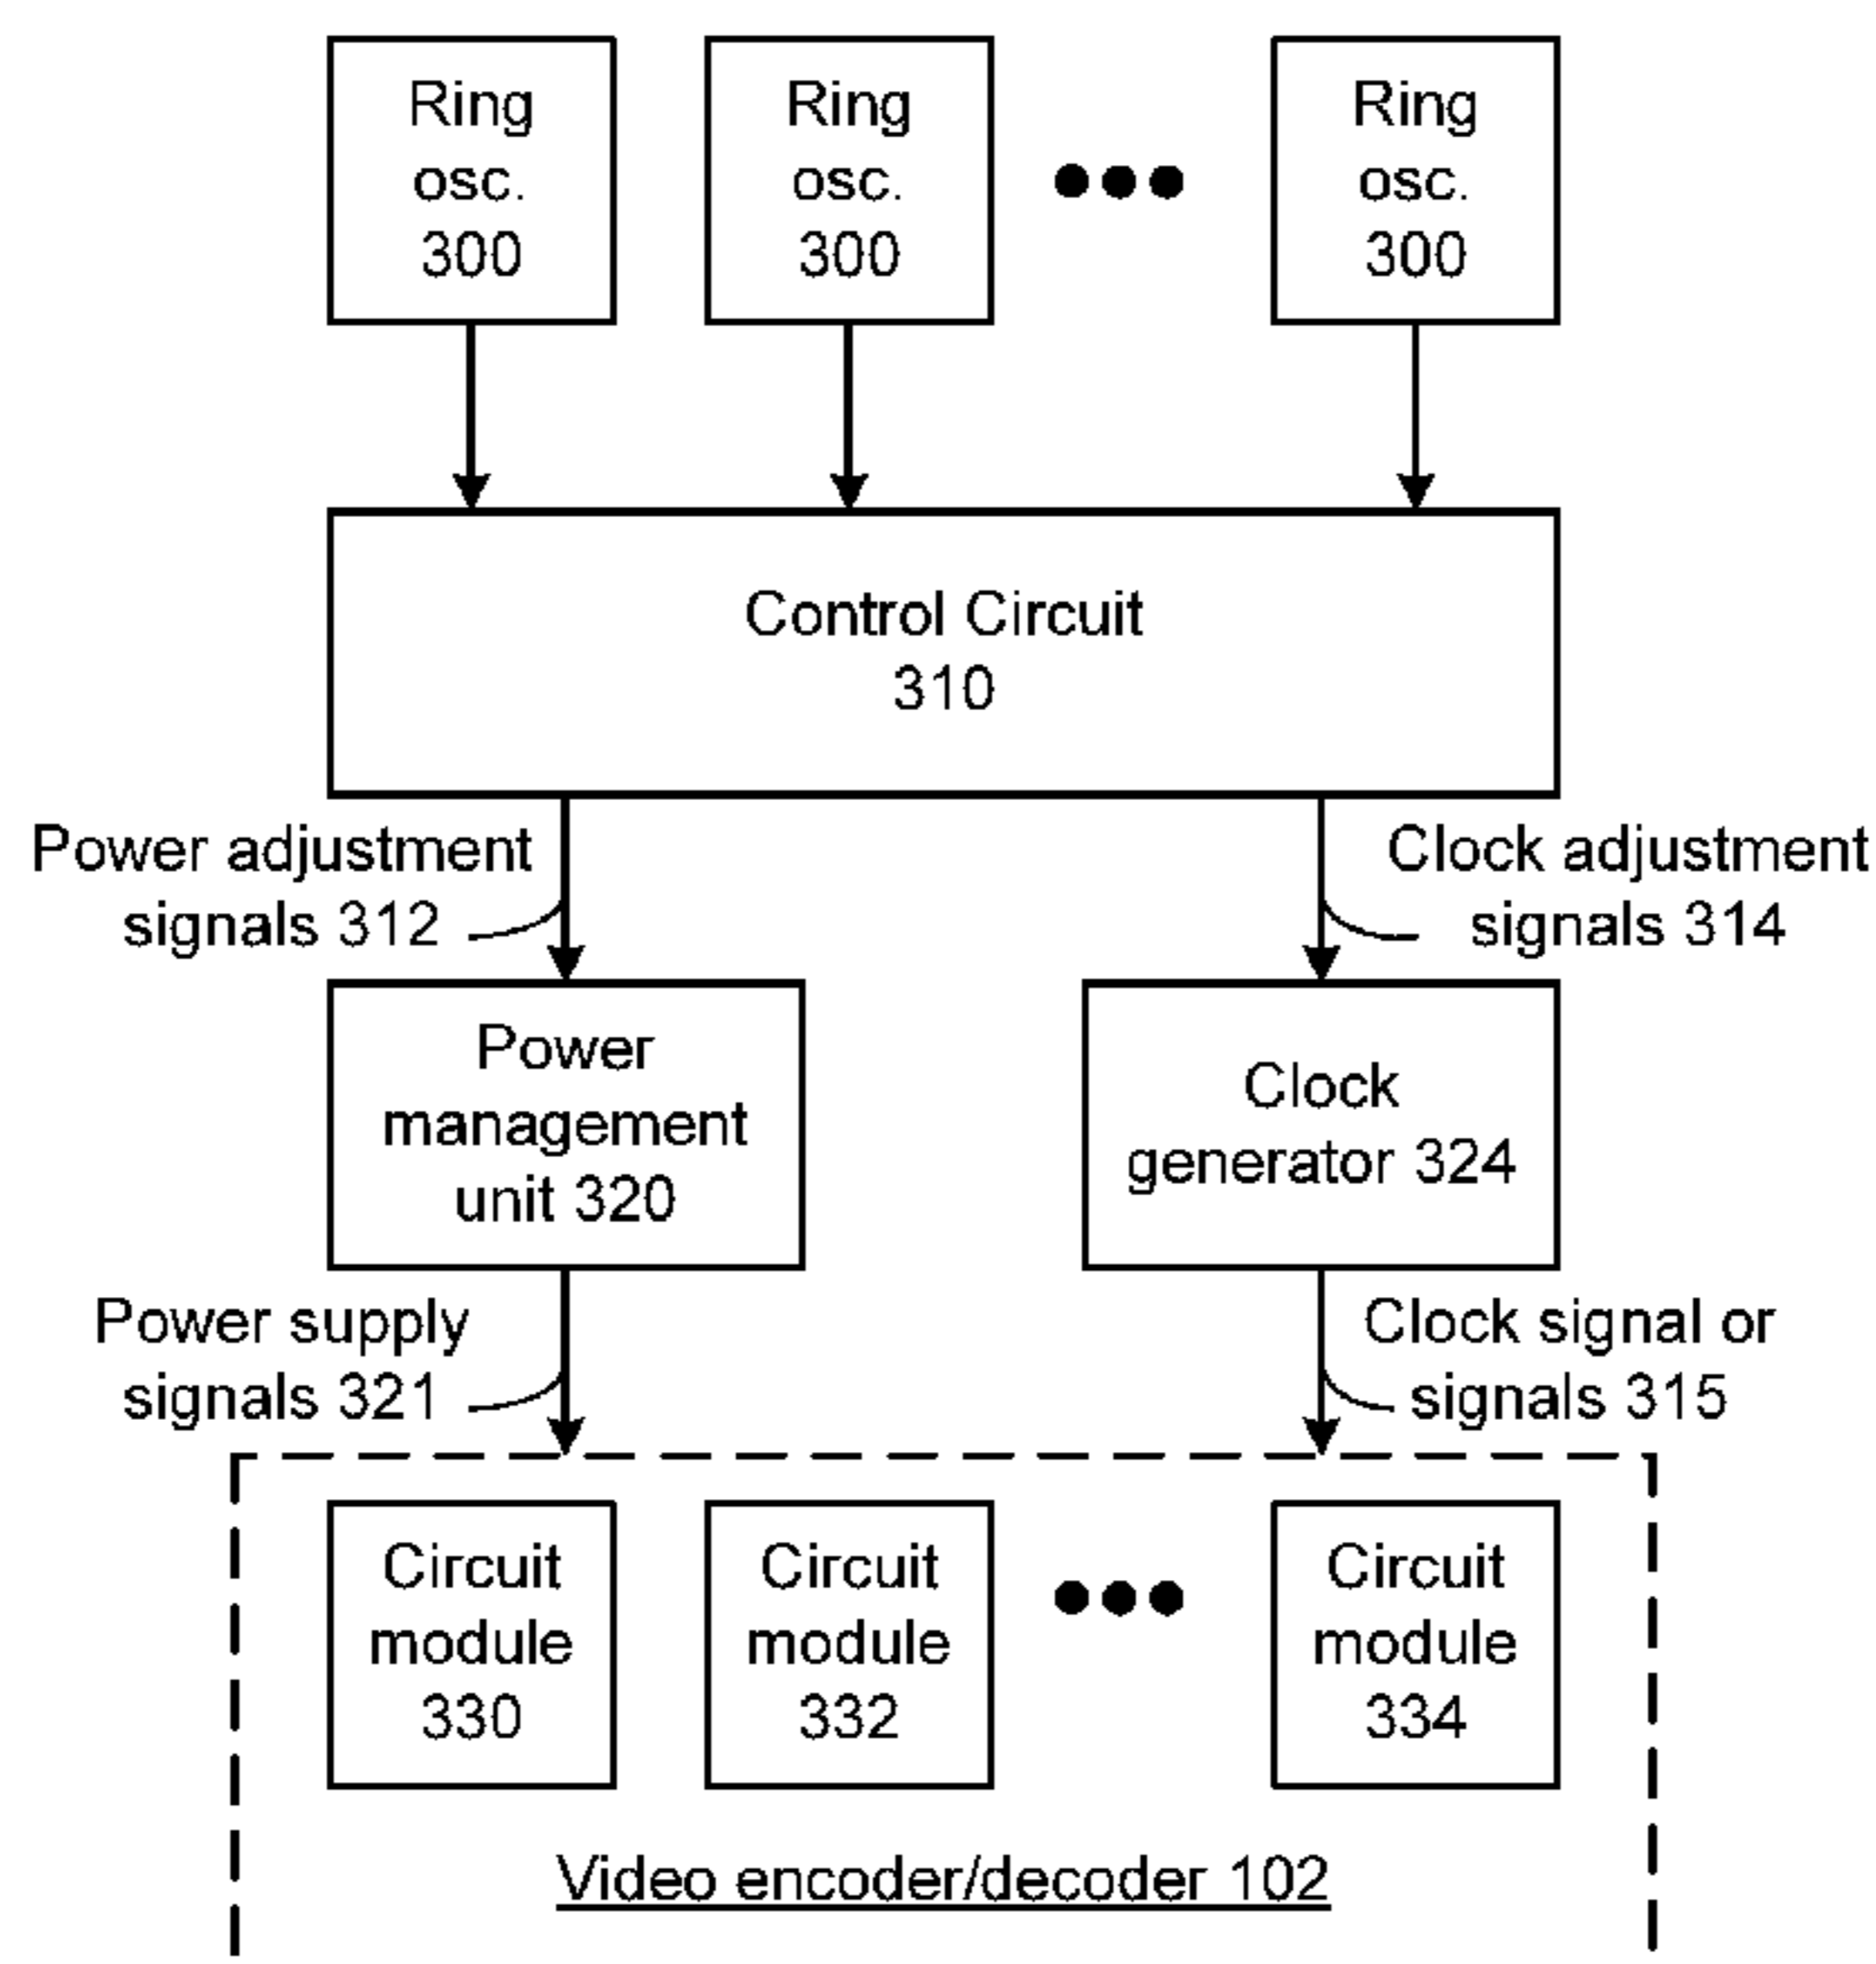 Ring
osc.
300
Ring
osc.
300
Ring
osc.
300
Control Circuit
310
Power adjustment
signals 312
Clock adjustment
signals 314
Power
management
unit 320
Clock
generator 324
Power supply
signals 321
Clock signal or
signals 315
Circuit
module
330
Circuit
module
332
Circuit
module
334
Video encoder/decoder 102